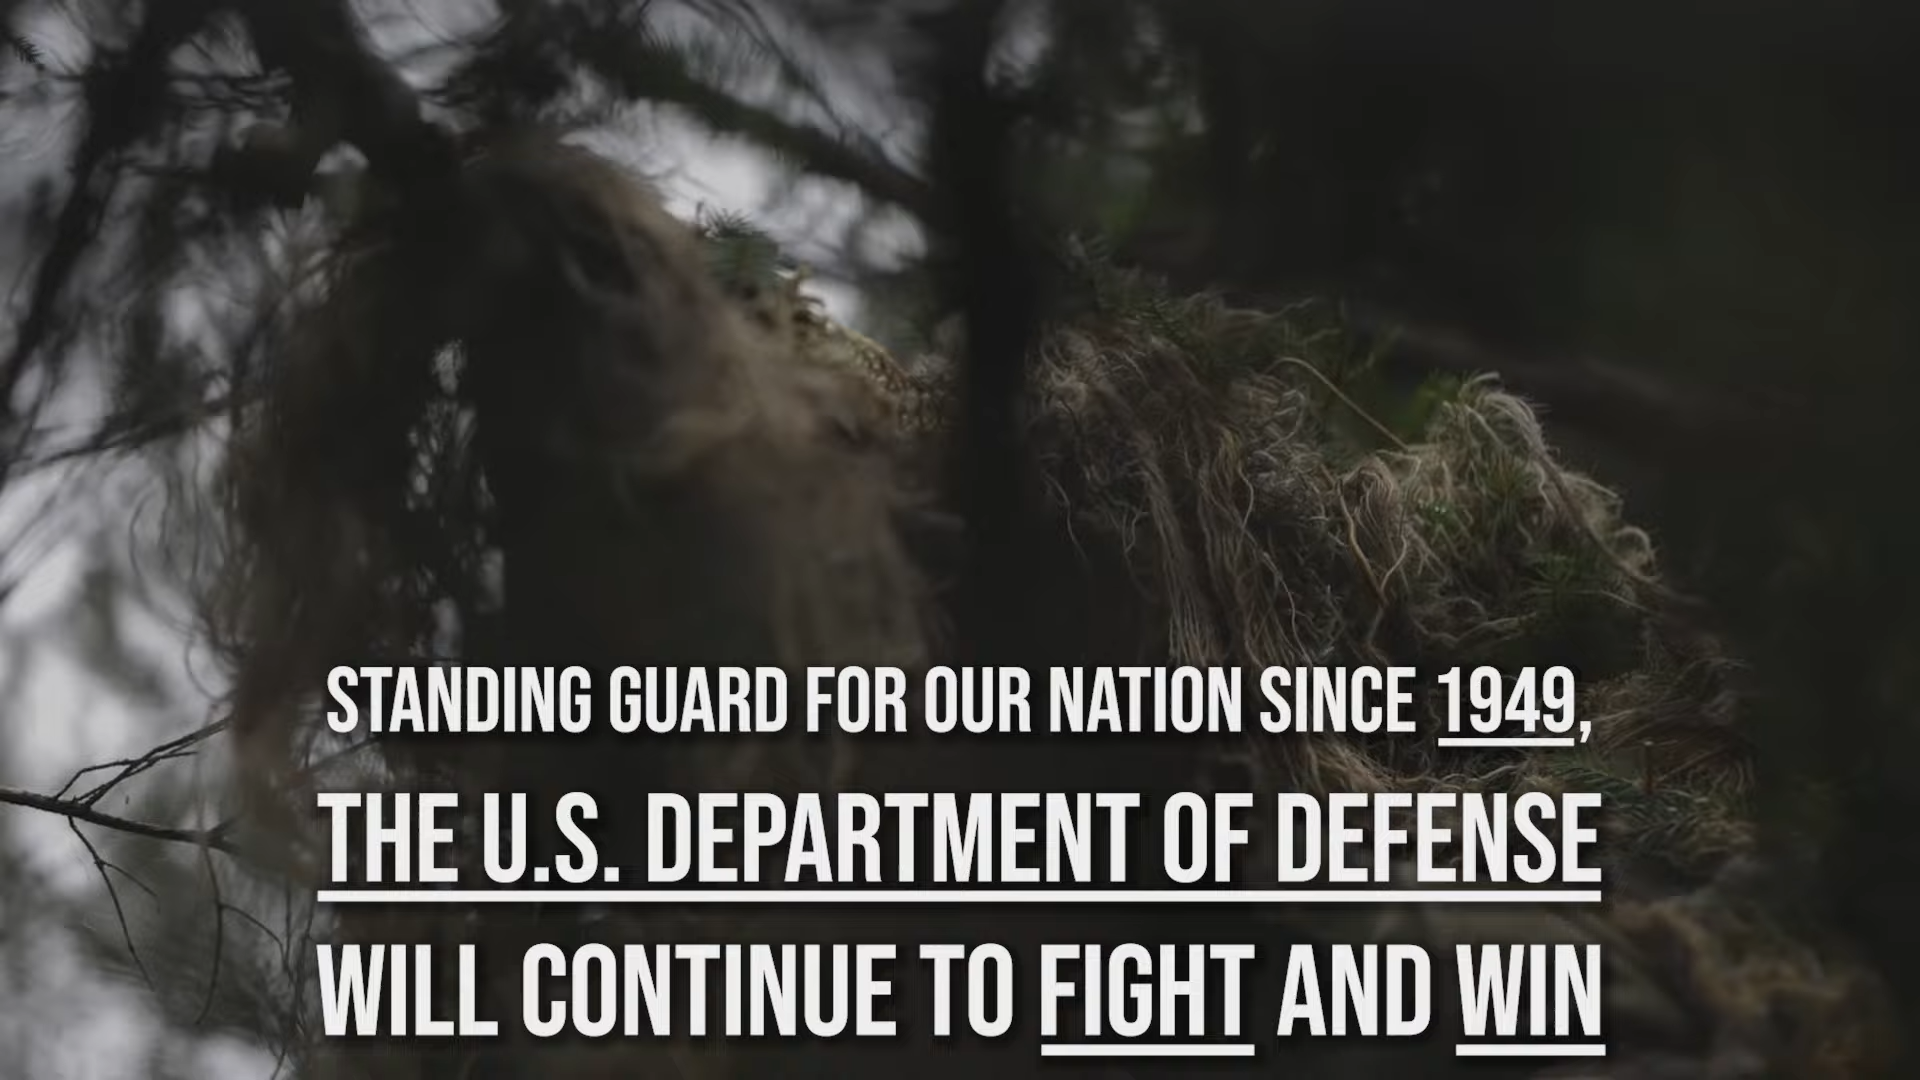 STANDING GUARD FOR OUR NATION SINCE 1949,
THE U.S. DEPARTMENT OF DEFENSE
WILL CONTINUE TO FIGHT AND WIN